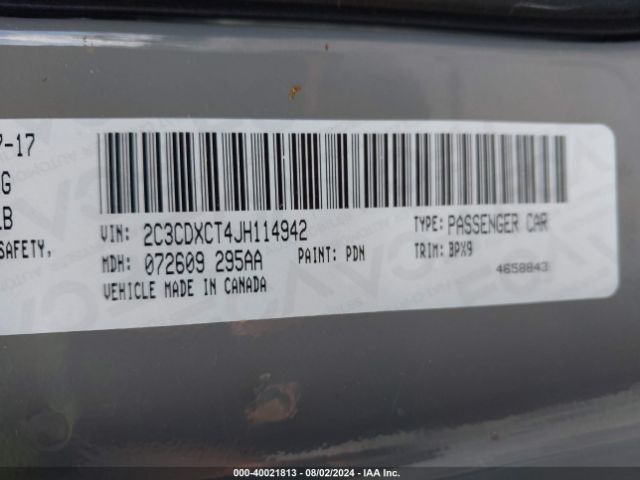 7-17
G
LB
SAFETY,
VIN: 2C3CDXCT4JH114942
TYPE: PASSENGER CAR
MDH: 072609 295AA
PAINT: PDN
TRIM: BPX9
VEHICLE MADE IN CANADA
4658843
000-40021813 - 08/02/2024 - IAA Inc.